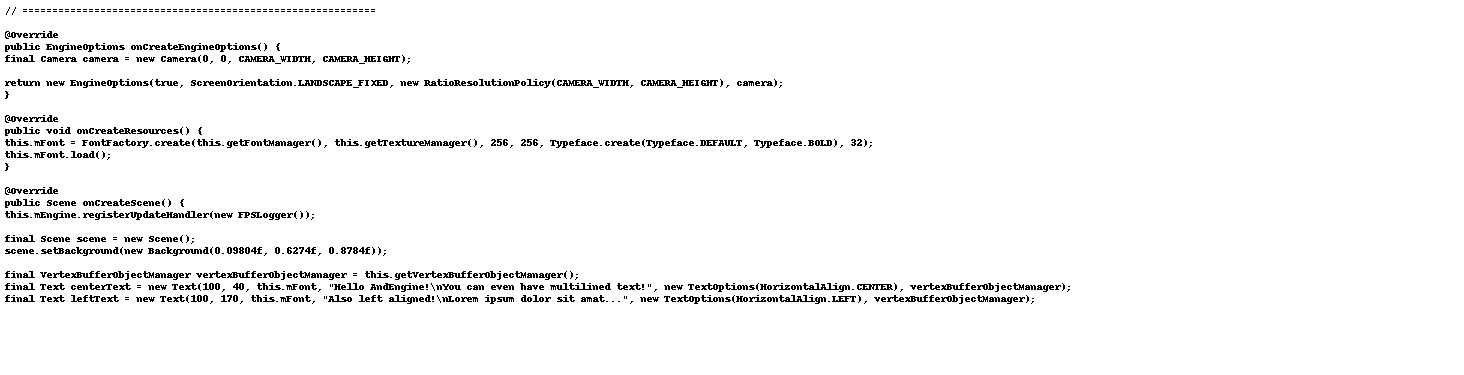 // ===========================================================
@Override
public EngineOptions onCreateEngineOptions() {
final Camera camera = new Camera(0, 0, CAMERA_WIDTH, CAMERA_HEIGHT);
return new EngineOptions(true, ScreenOrientation.LANDSCAPE_FIXED, new RatioResolutionPolicy(CAMERA_WIDTH, CAMERA_HEIGHT), camera);
}
@Override
public void onCreateResources() {
this.mFont = FontFactory.create(this.getFontManager(), this.getTextureManager(), 256, 256, Typeface.create(Typeface.DEFAULT, Typeface.BOLD), 32);
this.mFont.load();
}
@Override
public Scene onCreateScene() {
this.mEngine.registerUpdateHandler(new FPSLogger());
final Scene scene = new Scene();
scene.setBackground(new Background(0.09804f, 0.6274f, 0.8784f));
final VertexBufferObjectManager vertexBufferObjectManager = this.getVertexBufferObjectManager();
final Text centerText = new Text(100, 40, this.mFont, "Hello AndEngine!\nYou can even have multilined text!", new TextOptions(HorizontalAlign.CENTER), vertexBufferObjectManager);
final Text leftText = new Text(100, 170, this.mFont, "Also left aligned!\nLorem ipsum dolor sit amat...", new TextOptions(HorizontalAlign.LEFT), vertexBufferObjectManager);